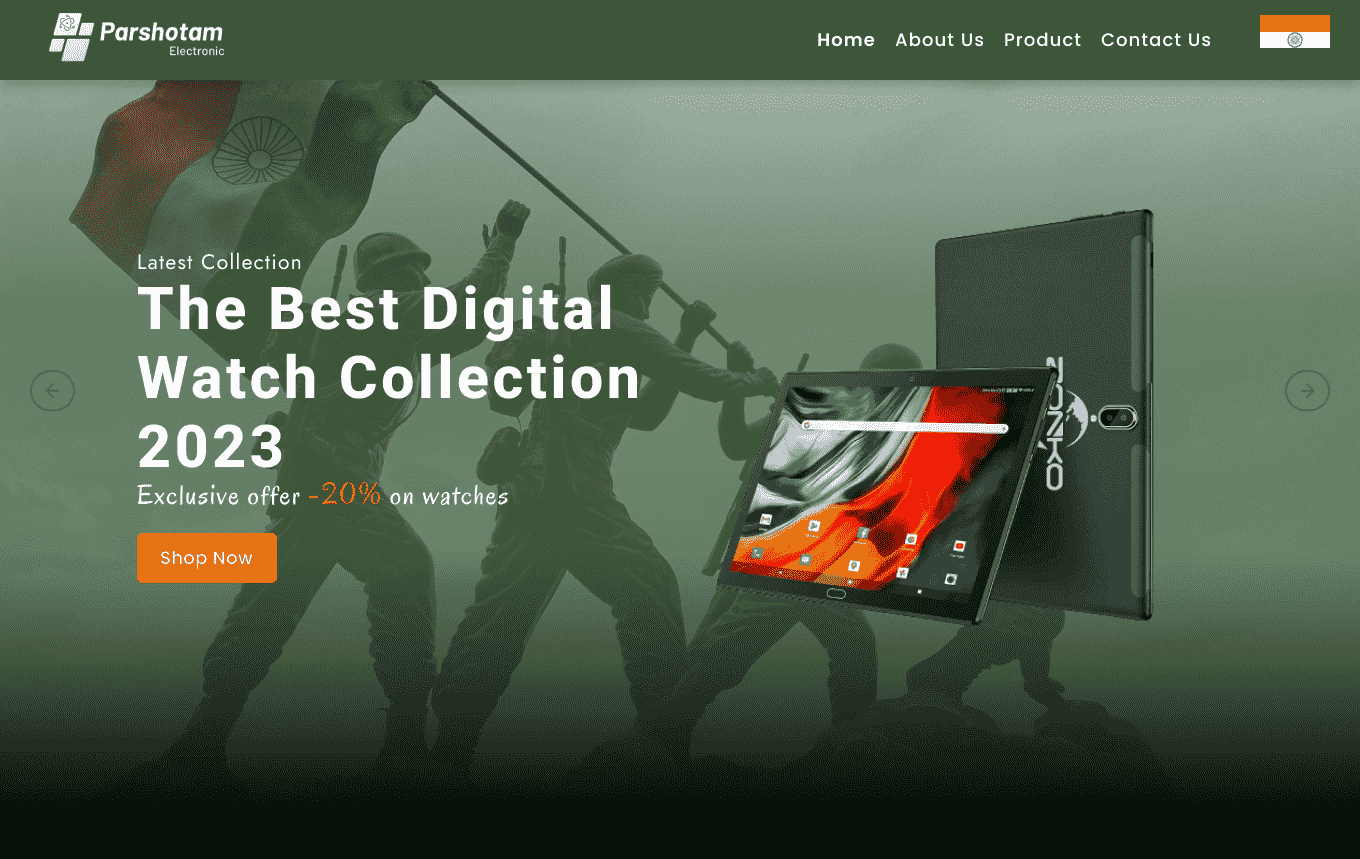 Parshotam
Electronic
Home About Us Product Contact Us
Latest Collection
The Best Digital
Watch Collection
2023
Exclusive offer -20% on watches
Shop Now